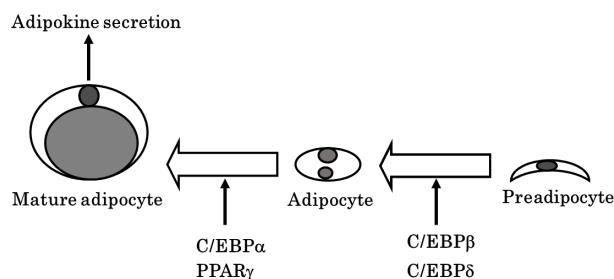 Adipokine secretion
Mature adipocyte
Adipocyte
Preadipocyte
C/EBPα
PPARγ
C/EBPβ
C/EBPδ